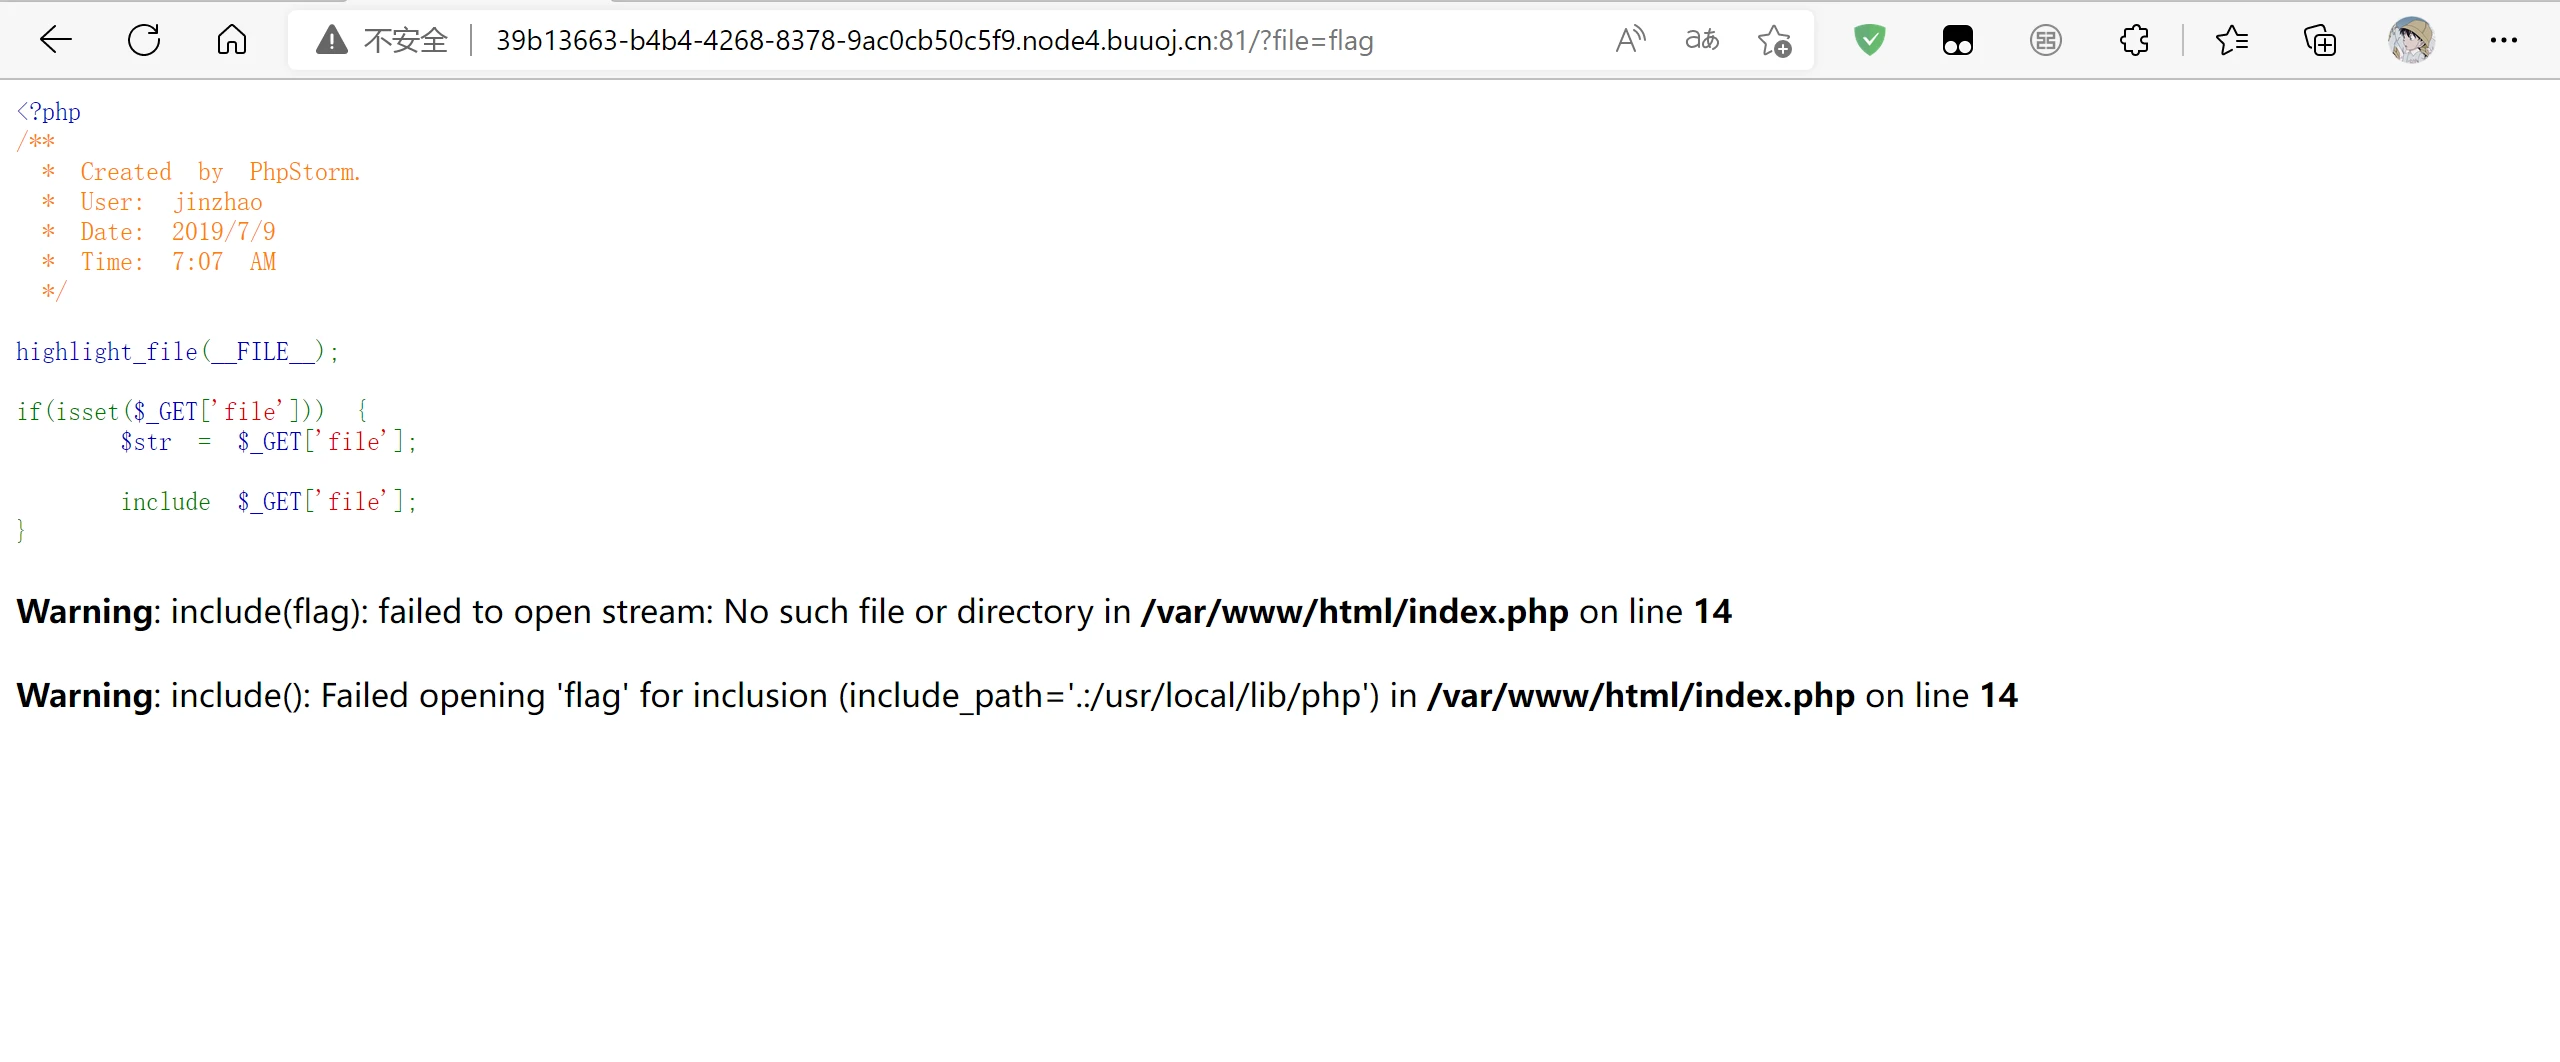 不安全 39b13663-b4b4-4268-8378-9ac0cb50c5f9.node4.buuoj.cn:81/?file=flag aあ
<?php
/**
 * Created by PhpStorm.
 * User: jinzhao
 * Date: 2019/7/9
 * Time: 7:07 AM
 */
highlight_file(__FILE__);
if(isset($_GET['file'])) {
    $str = $_GET['file'];
    include $_GET['file'];
}
Warning: include(flag): failed to open stream: No such file or directory in /var/www/html/index.php on line 14
Warning: include(): Failed opening 'flag' for inclusion (include_path='.:/usr/local/lib/php') in /var/www/html/index.php on line 14